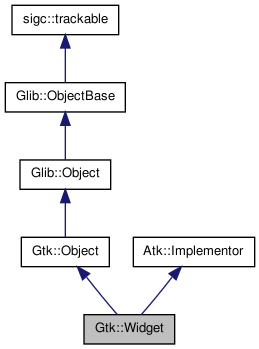 sigc::trackable
Glib::ObjectBase
Glib::Object
Gtk::Object
Atk::Implementor
Gtk::Widget